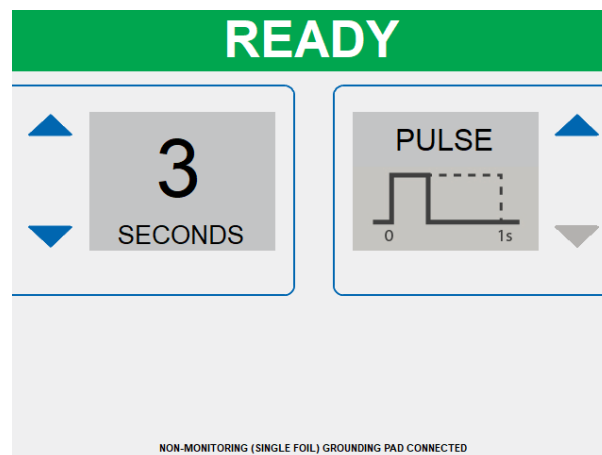 READY
3
SECONDS
PULSE
0 1s
NON-MONITORING (SINGLE FOIL) GROUNDING PAD CONNECTED